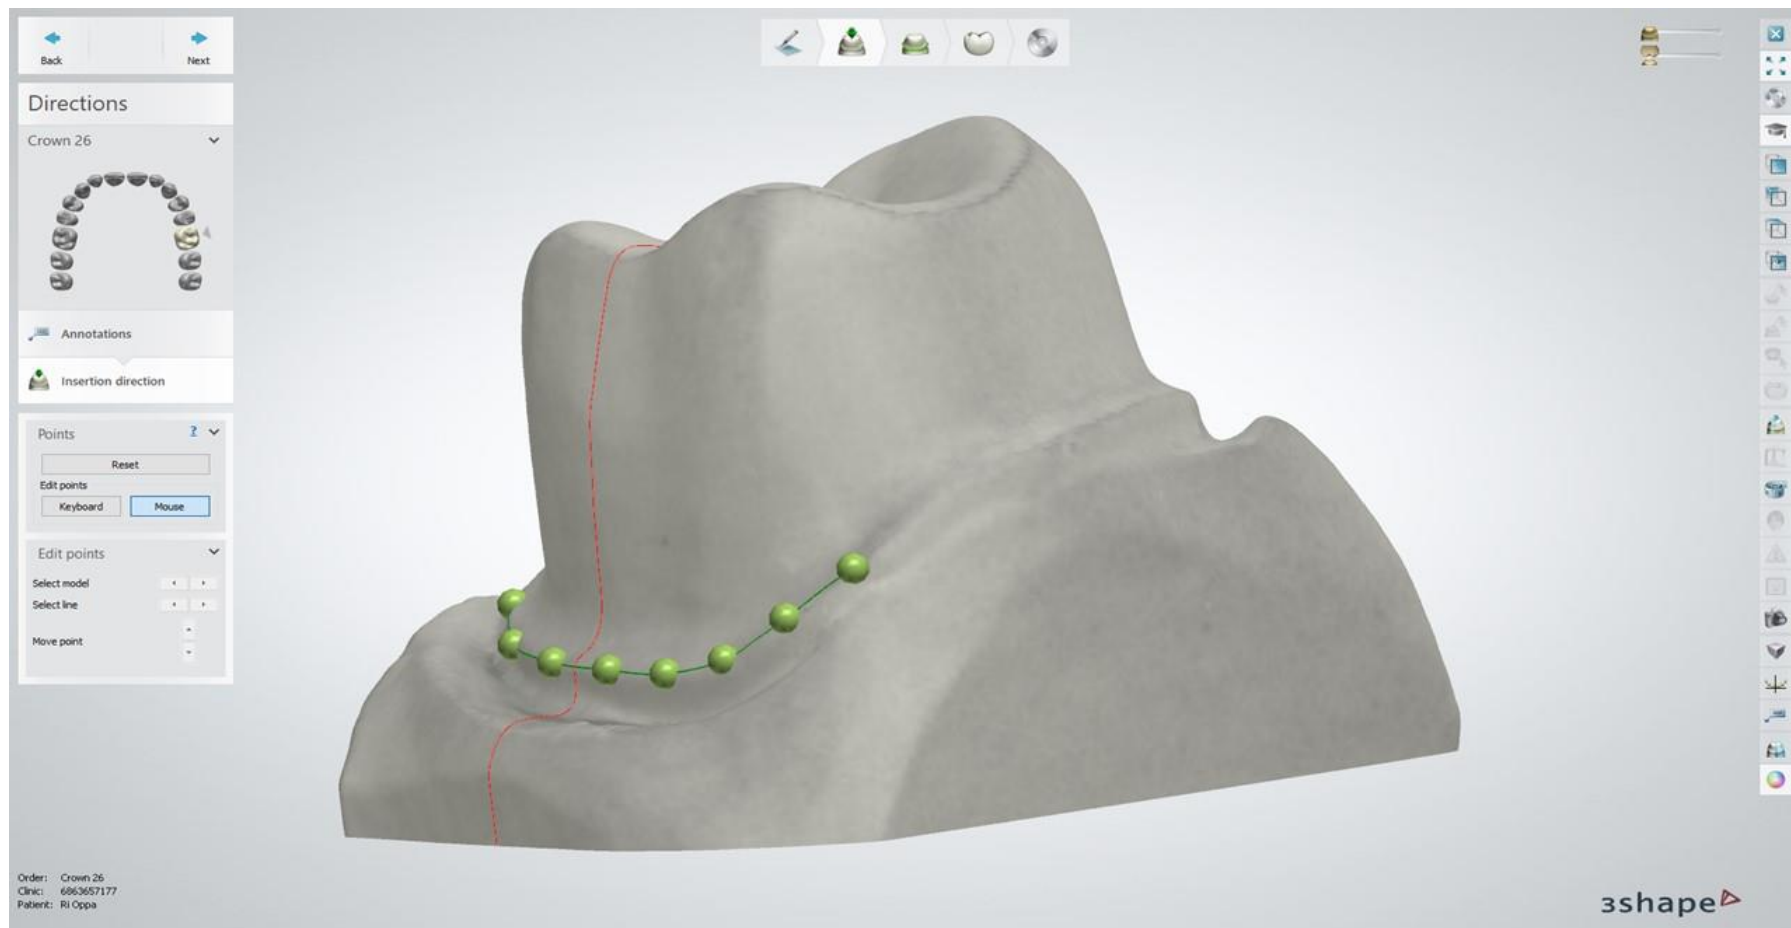 Back
Next
Directions
Crown 26
Annotations
Insertion direction
Points ?
Reset
Edit points
Keyboard Mouse
Edit points
Select model
Select line
Move point
Order: Crown 26
Clinic: 6863657177
Patient: Ri Oppa
3shape